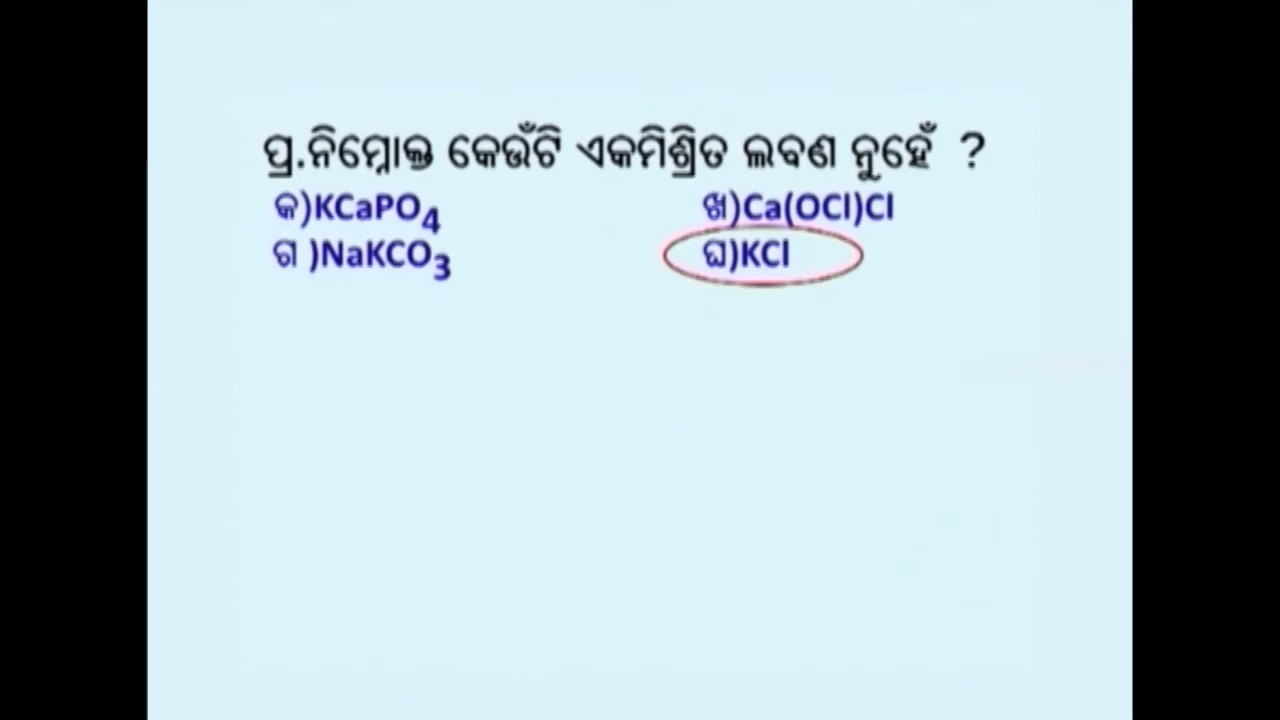 ପ୍ର.ନିମ୍ନୋକ୍ତ କେଉଁଟି ଏକମିଶ୍ରିତ ଲବଣ ନୁହେଁ ?
କ)KCaPO4 ଖ)Ca(OCl)Cl
ଗ )NaKCO3 ଘ)KCl